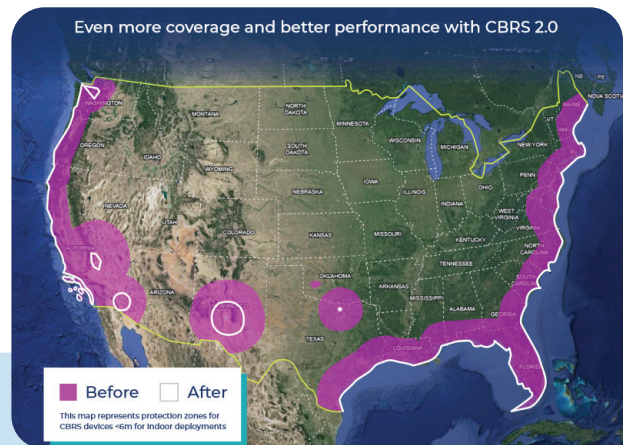 Even more coverage and better performance with CBRS 2.0
NB
PE
NOVA SCOTIA
WASHINGTON
MONTANA
NORTH
DAKOTA
MINNESOTA
MAINE
VT
NH
OREGON
IDAHO
SOUTH
DAKOTA
WISCONSIN
MICHIGAN
NEW YORK
WYOMING
IOWA
PENN
NEVADA
NEBRASKA
ILLINOIS
INDIANA
OHIO
UTAH
COLORADO
KANSAS
MISSOURI
WEST
VIRGINIA
VIRGINIA
CALIFORNIA
KENTUCKY
NORTH
CAROLINA
TENNESSEE
ARIZONA
OKLAHOMA
ARKANSAS
SOUTH
CAROLINA
MISSISSIPPI
ALABAMA
GEORGIA
TEXAS
LOUISIANA
FLORIDA
Before
After
This map represents protection zones for
CBRS devices <6m for Indoor deployments